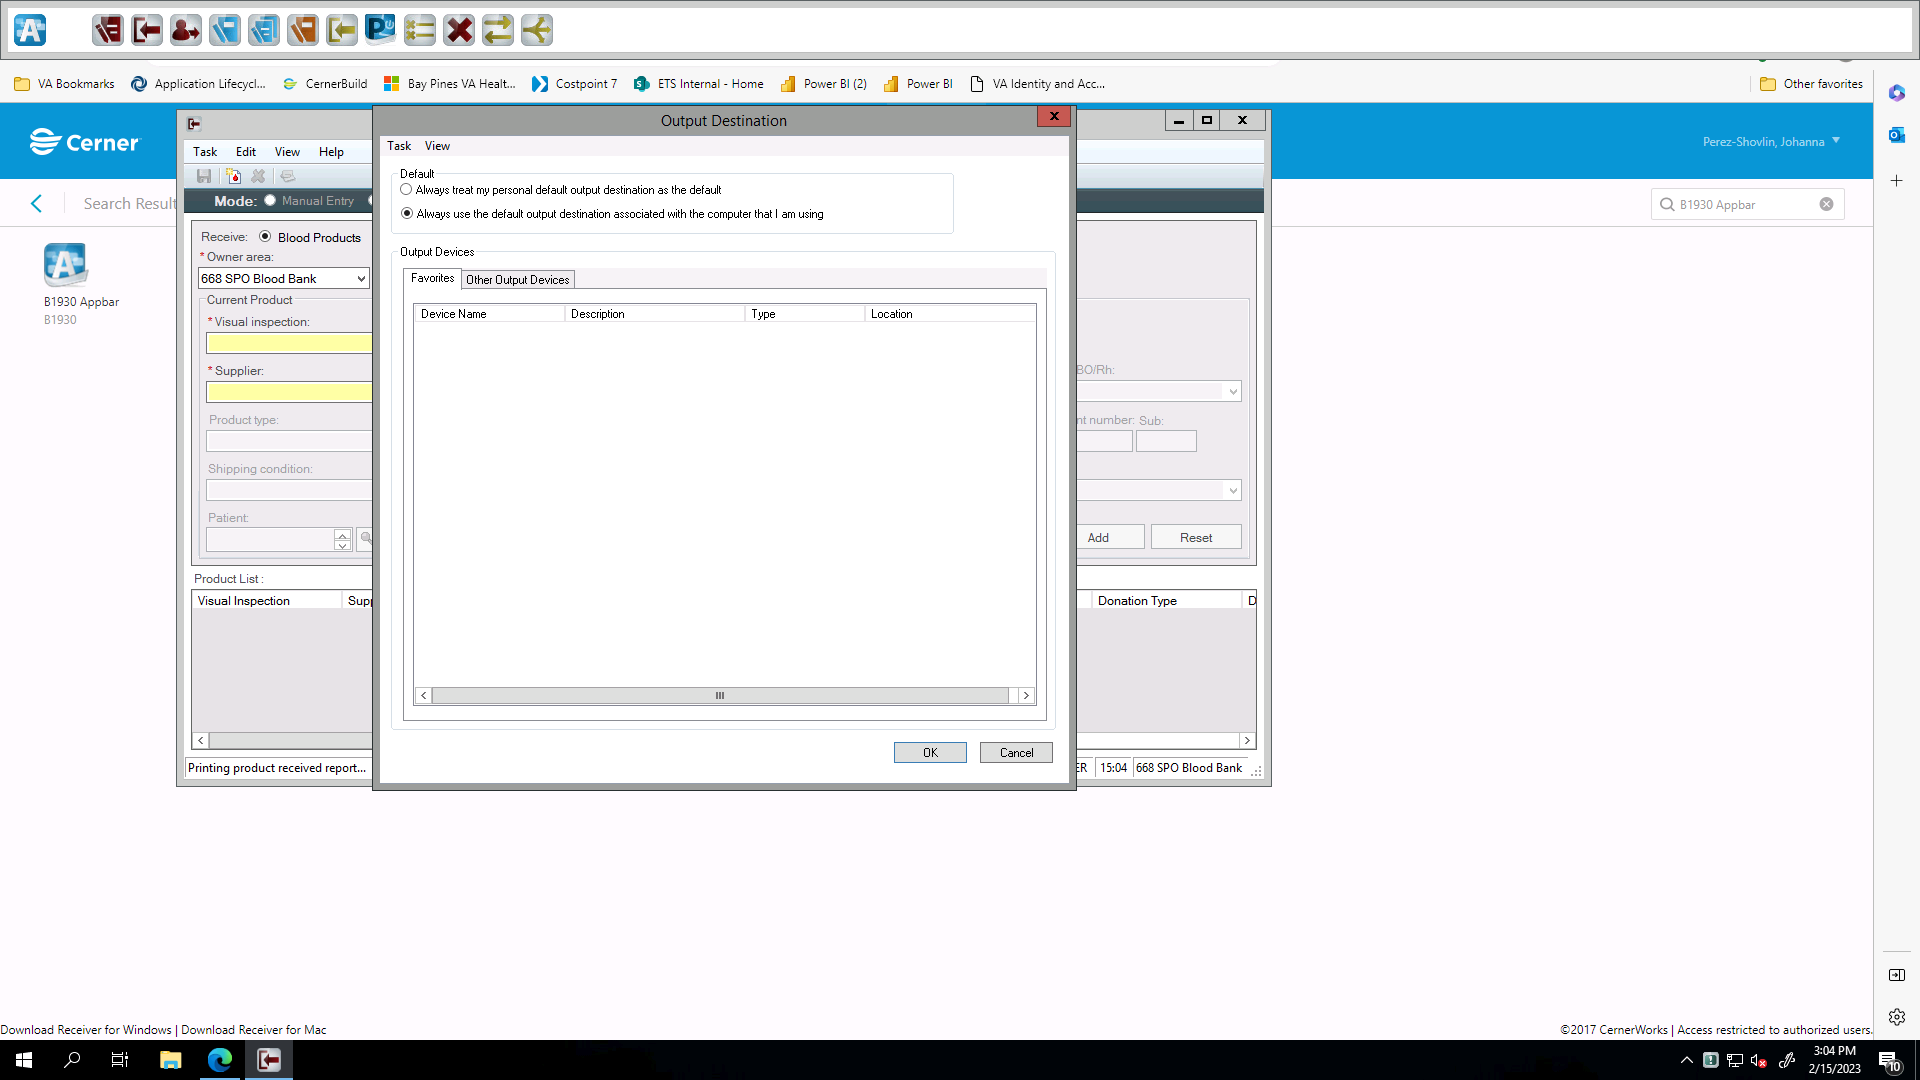 VA Bookmarks
Application Lifecycl...
CernerBuild
Bay Pines VA Healt...
Costpoint 7
ETS Internal - Home
Power BI (2)
Power BI
VA Identity and Acc...
Other favorites
Cerner
Perez-Shovlin, Johanna
Search Result
B1930 Appbar
B1930 Appbar
B1930
Task Edit View Help
Mode: Manual Entry
Receive: Blood Products
* Owner area:
668 SPO Blood Bank
Current Product
* Visual inspection:
* Supplier:
Product type:
Shipping condition:
Patient:
BO/Rh:
nt number: Sub:
Add Reset
Product List :
Visual Inspection Supp
Donation Type D
Printing product received report...
ER 15:04 668 SPO Blood Bank
Output Destination
x
Task View
Default
Always treat my personal default output destination as the default
Always use the default output destination associated with the computer that I am using
Output Devices
Favorites Other Output Devices
Device Name Description Type Location
OK Cancel
Download Receiver for Windows | Download Receiver for Mac
©2017 CernerWorks | Access restricted to authorized users.
3:04 PM
2/15/2023
10